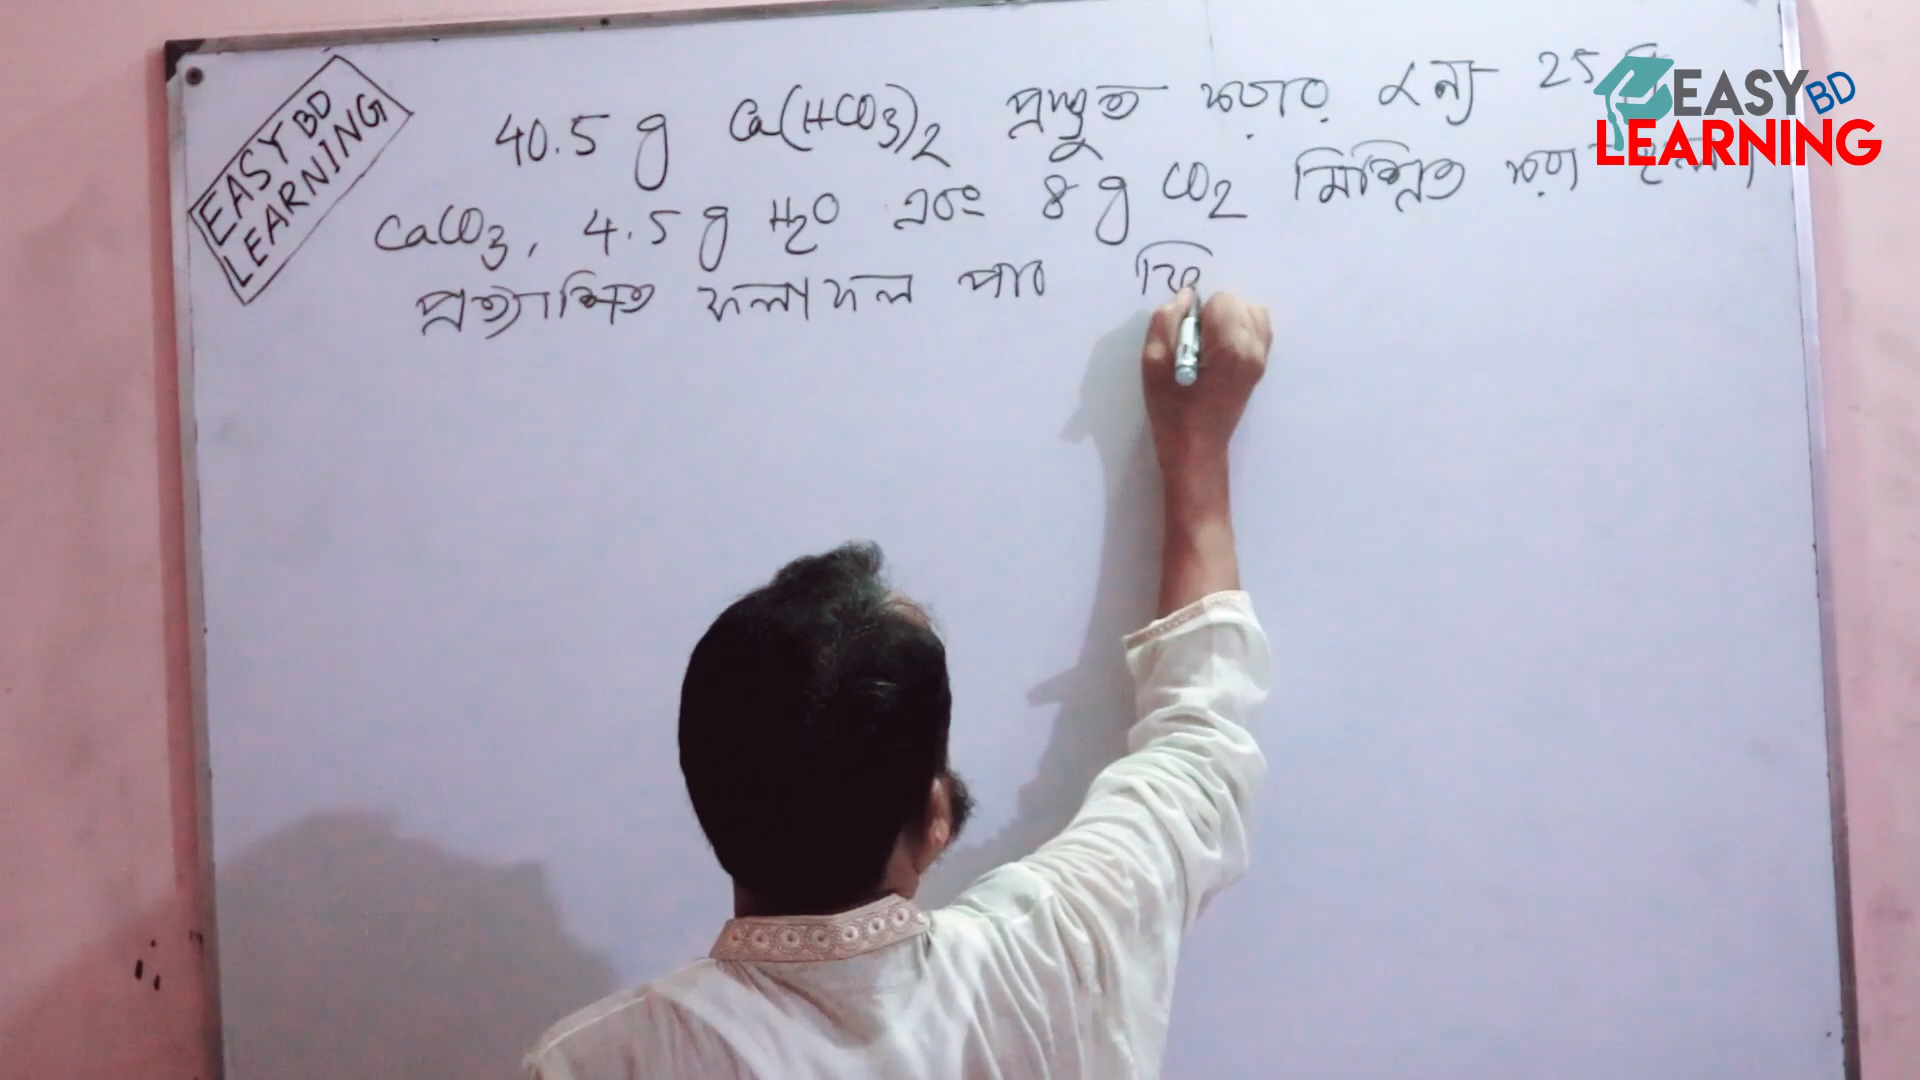 EASY BD
LEARNING
40.5 g Ca(HCO3)2 প্রস্তুত করার জন্য 25
CaCO3, 4.5 g H2O এবং 8 g CO2 মিশ্রিত করা হলো।
প্রত্যাশিত ফলাফল পাব কি
EASY BD
LEARNING